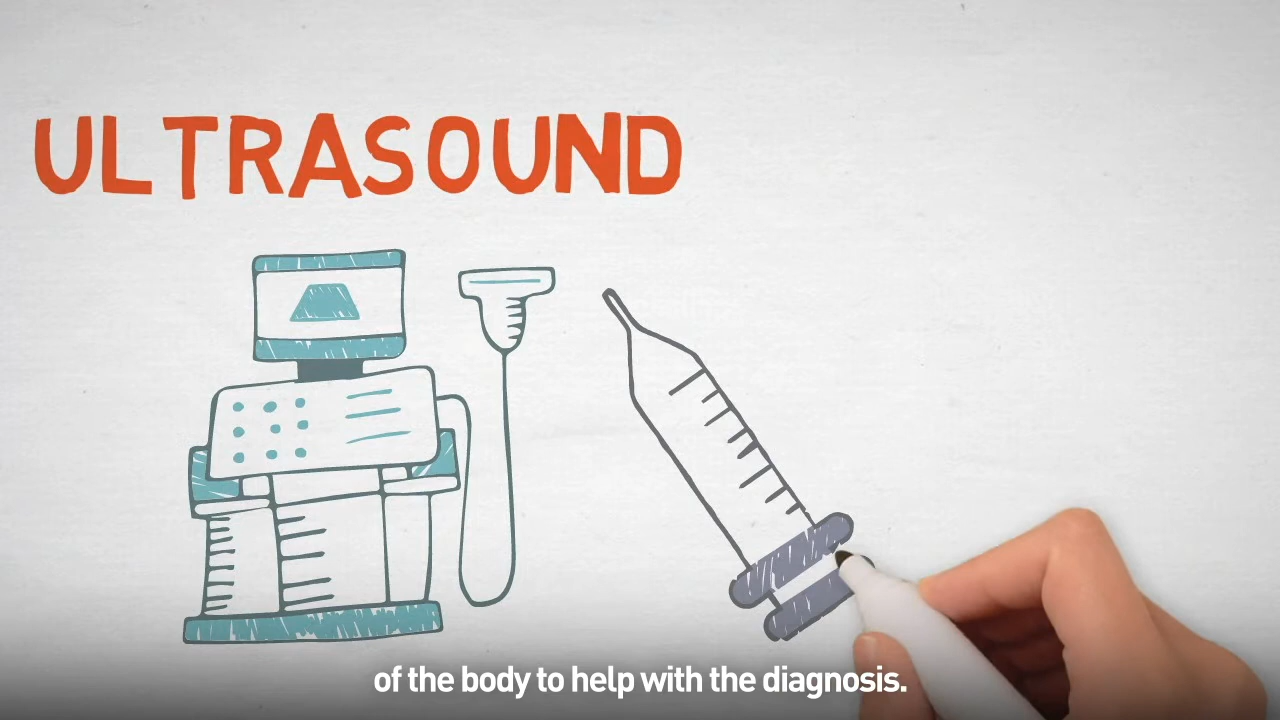 ULTRASOUND
of the body to help with the diagnosis.